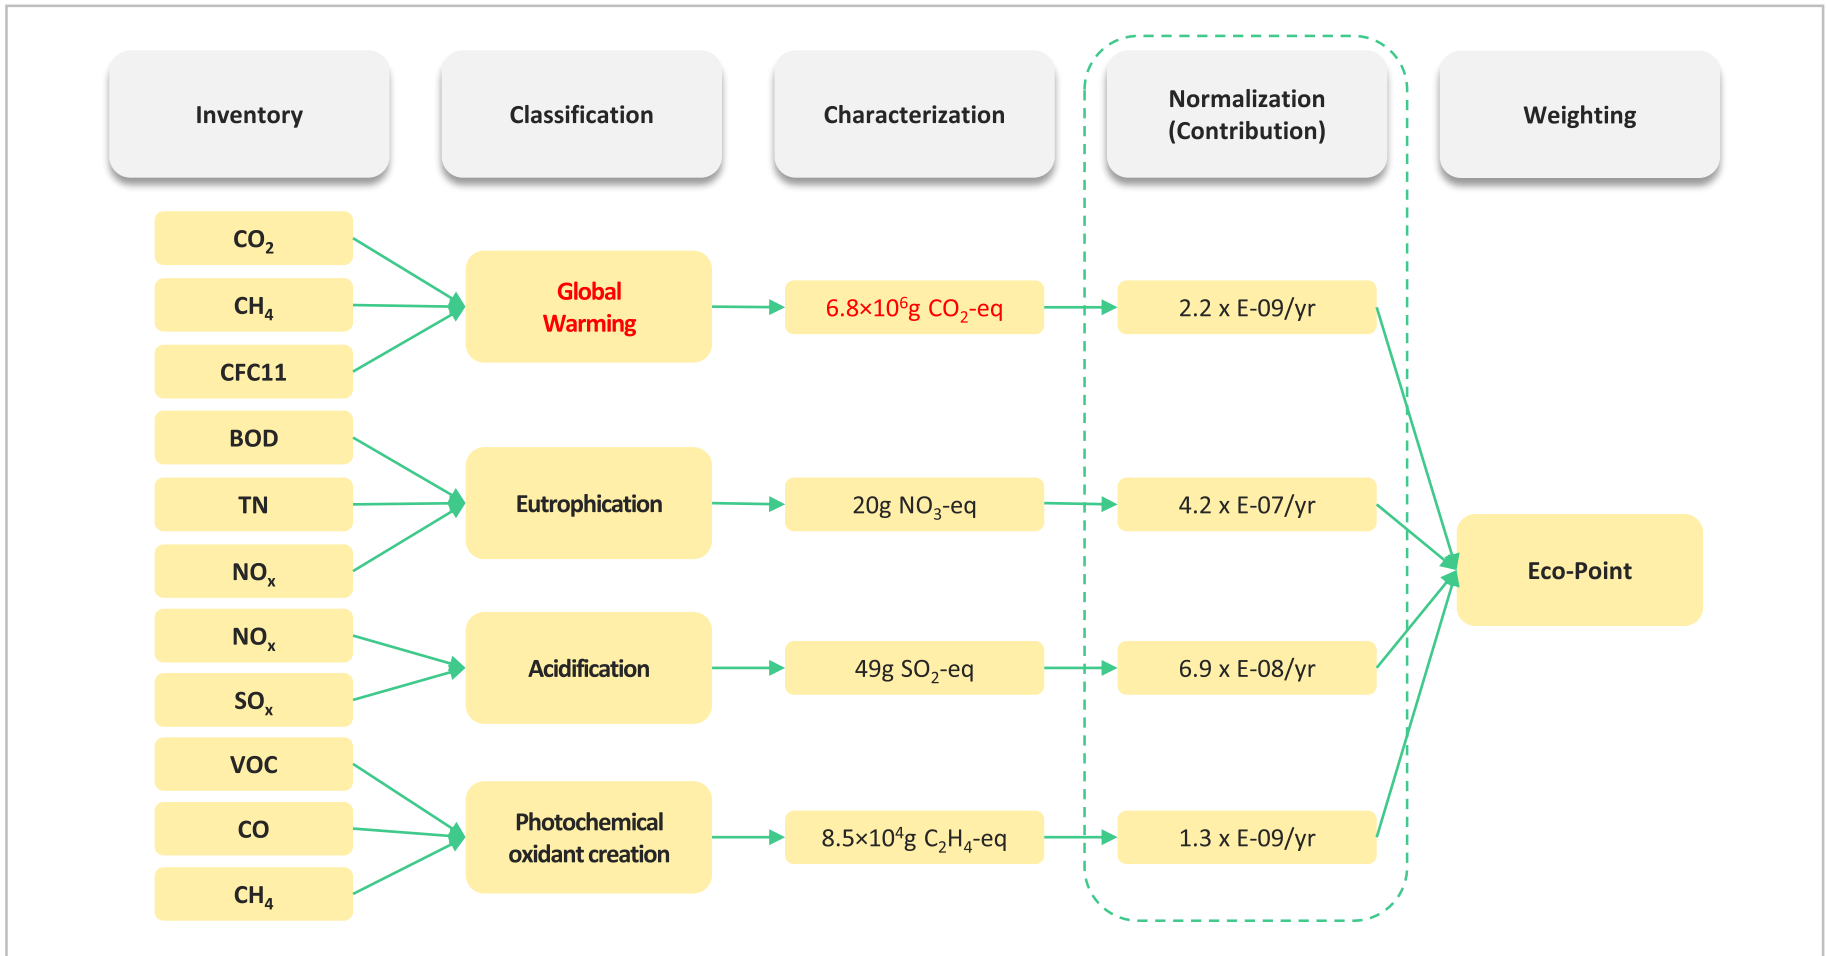 Inventory
Classification
Characterization
Normalization
(Contribution)
Weighting
CO₂
CH₄
CFC11
Global
Warming
6.8×10⁶g CO₂-eq
2.2 x E-09/yr
BOD
TN
NOₓ
Eutrophication
20g NO₃-eq
4.2 x E-07/yr
NOₓ
SOₓ
Acidification
49g SO₂-eq
6.9 x E-08/yr
VOC
CO
CH₄
Photochemical
oxidant creation
8.5×10⁴g C₂H₄-eq
1.3 x E-09/yr
Eco-Point